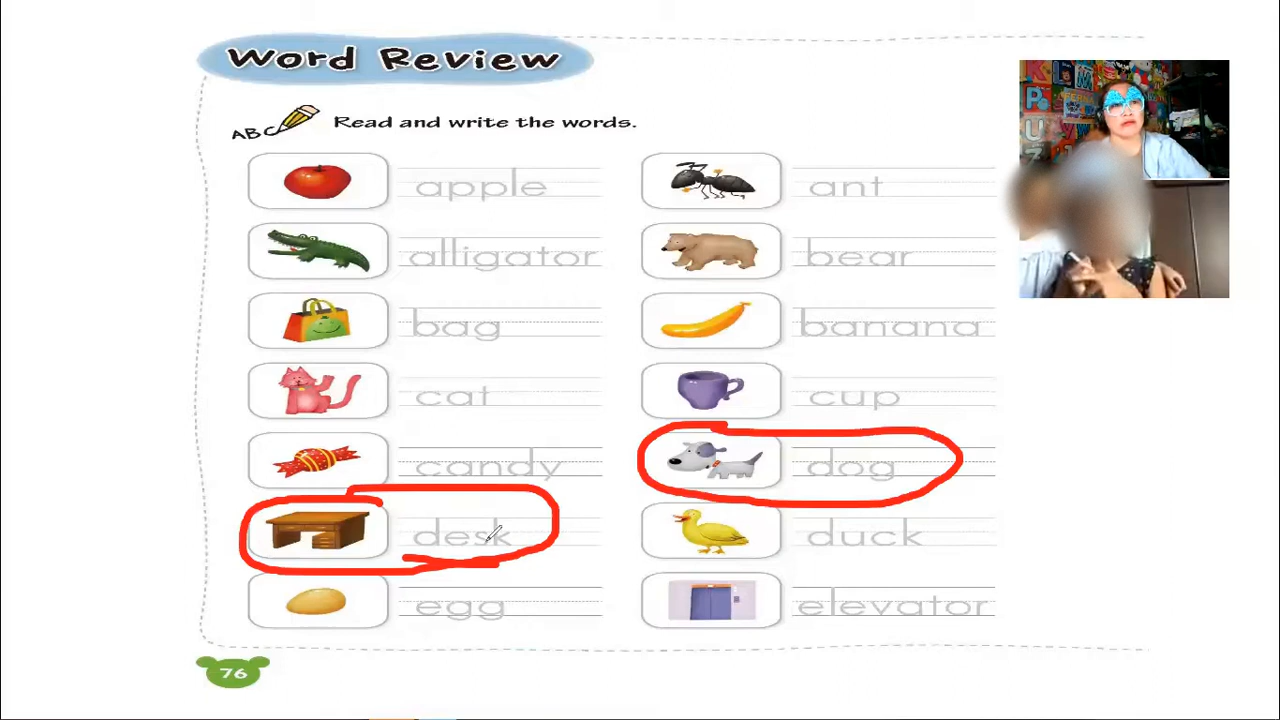 Word Review
ABC Read and write the words.
apple ant
alligator bear
bag banana
cat cup
candy dog
desk duck
egg elevator
76